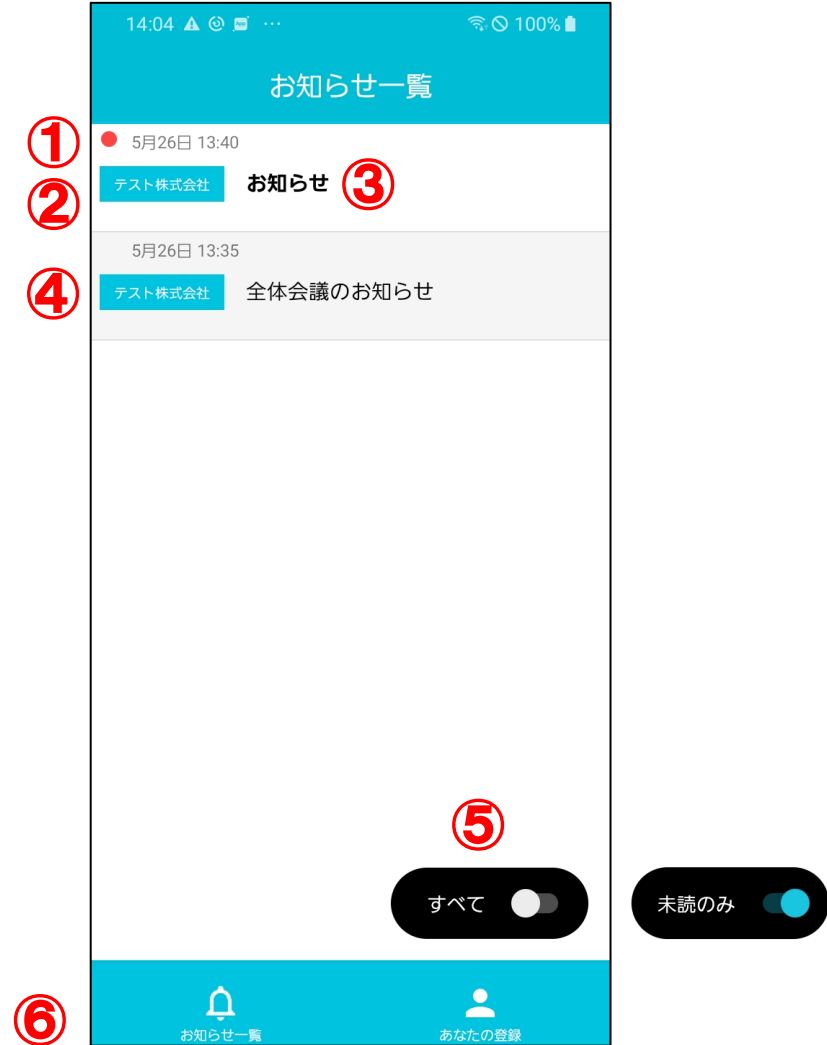 14:04 100%
お知らせ一覧
① 5月26日 13:40
② テスト株式会社 お知らせ ③
5月26日 13:35
④ テスト株式会社 全体会議のお知らせ
⑤
すべて 未読のみ
⑥
お知らせ一覧 あなたの登録